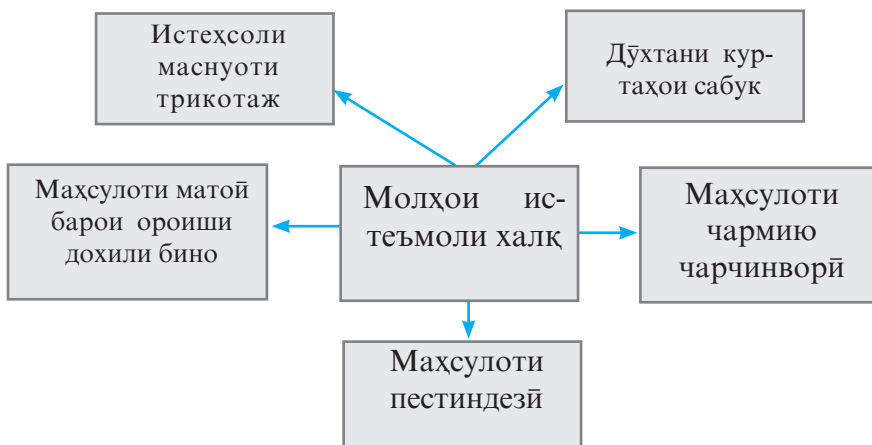 Истеҳсоли
маснуоти
трикотаж
Дӯхтани кур-
таҳои сабук
Маҳсулоти матоӣ
барои ороиши
дохили бино
Молҳои ис-
теъмоли халқ
Маҳсулоти
чармию
чарчинворӣ
Маҳсулоти
пестиндезӣ